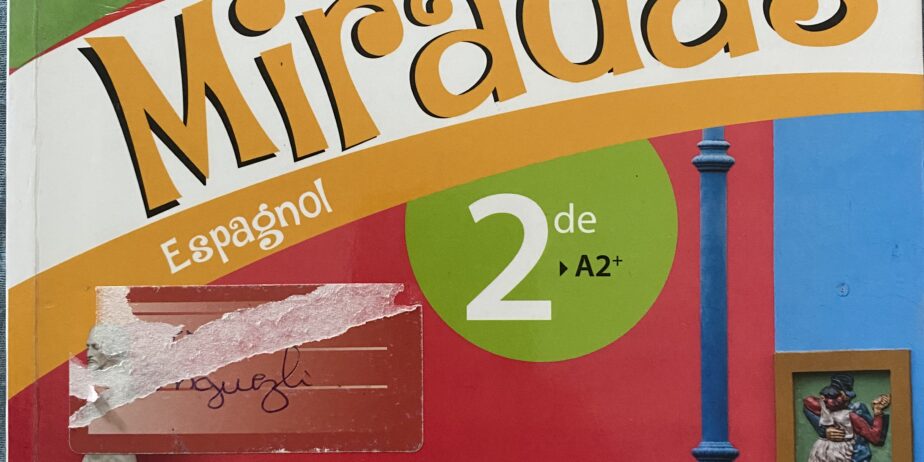 Miradas
Espagnol
2de
▸ A2+